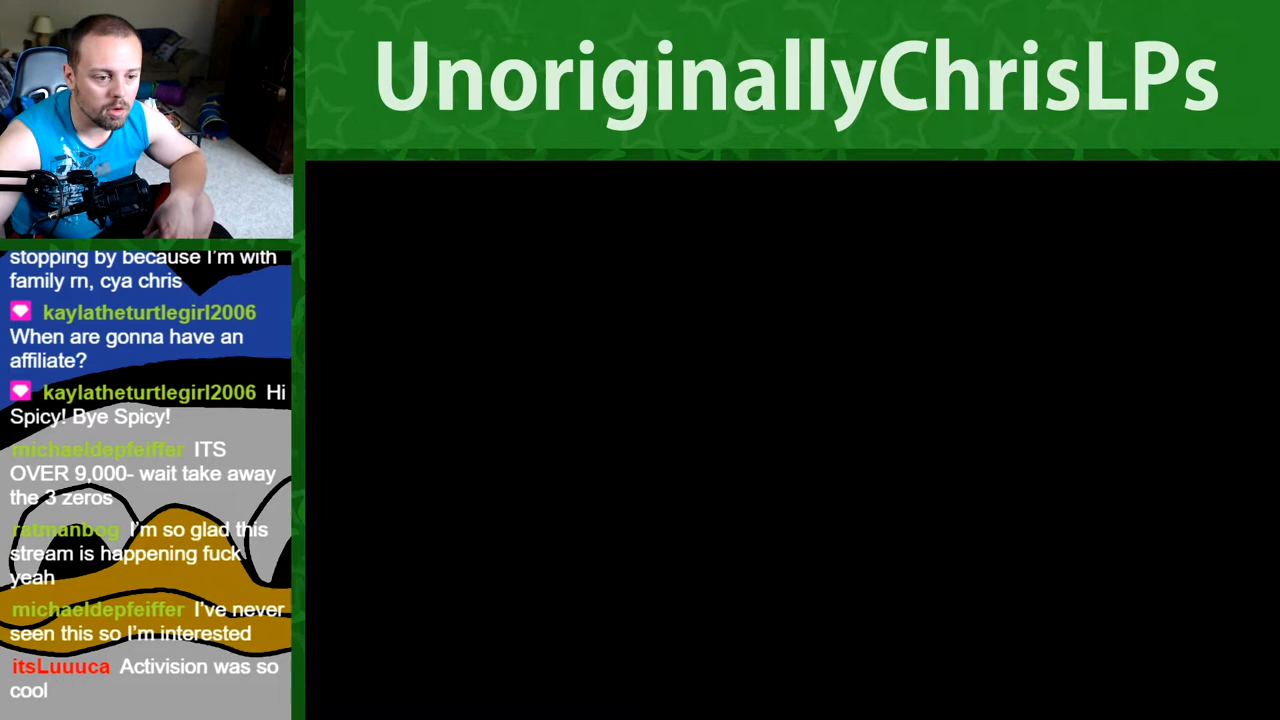 UnoriginallyChrisLPs
stopping by because I'm with
family rn, cya chris
kaylatheturtlegirl2006
When are gonna have an
affiliate?
kaylatheturtlegirl2006 Hi
Spicy! Bye Spicy!
michaeldepfeiffer ITS
OVER 9,000- wait take away
the 3 zeros
ratmanbog I'm so glad this
stream is happening fuck
yeah
michaeldepfeiffer I've never
seen this so I'm interested
itsLuuuca Activision was so
cool